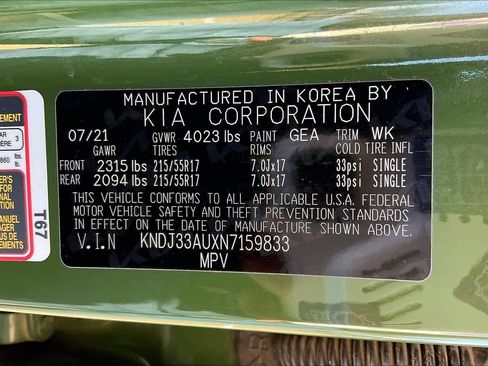 MANUFACTURED IN KOREA BY
KIA CORPORATION
07/21 GVWR 4023 lbs PAINT GEA TRIM WK
GAWR TIRES RIMS COLD TIRE INFL
FRONT 2315 lbs 215/55R17 7.0Jx17 33psi SINGLE
REAR 2094 lbs 215/55R17 7.0Jx17 33psi SINGLE
THIS VEHICLE CONFORMS TO ALL APPLICABLE U.S.A. FEDERAL
MOTOR VEHICLE SAFETY AND THEFT PREVENTION STANDARDS
IN EFFECT ON THE DATE OF MANUFACTURE SHOWN ABOVE.
V.I.N KNDJ33AUXN7159833
MPV
EMENT
3
860
T67